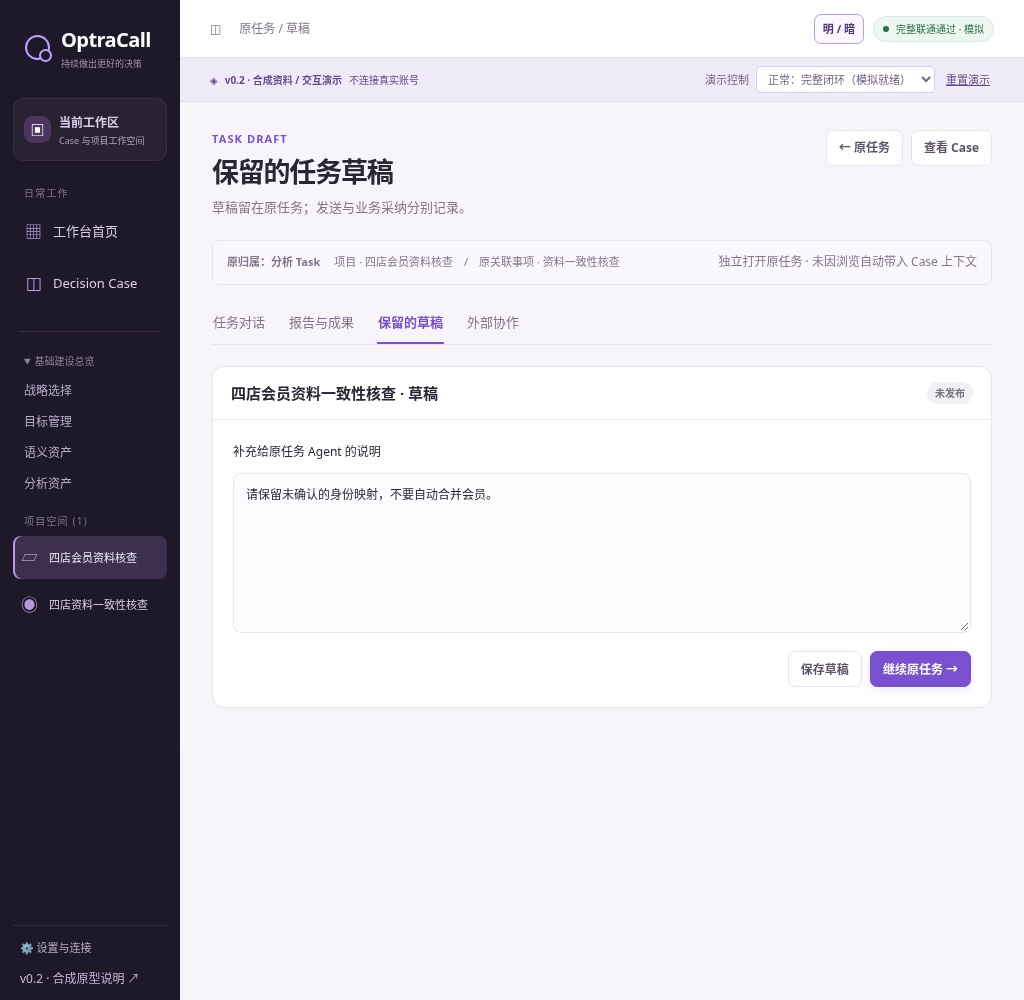 OptraCall
持续做出更好的决策
当前工作区
Case 与项目工作空间
日常工作
工作台首页
Decision Case
▾ 基础建设总览
战略选择
目标管理
语义资产
分析资产
项目空间 (1)
四店会员资料核查
四店资料一致性核查
⚙️ 设置与连接
v0.2 · 合成原型说明 ↗
原任务 / 草稿
明 / 暗
完整联通通过 · 模拟
◈ v0.2 · 合成资料 / 交互演示 不连接真实账号
演示控制
正常：完整闭环（模拟就绪）
重置演示
TASK DRAFT
保留的任务草稿
草稿留在原任务；发送与业务采纳分别记录。
← 原任务
查看 Case
原归属：分析 Task 项目 · 四店会员资料核查 / 原关联事项 · 资料一致性核查
独立打开原任务 · 未因浏览自动带入 Case 上下文
任务对话
报告与成果
保留的草稿
外部协作
四店会员资料一致性核查 · 草稿
未发布
补充给原任务 Agent 的说明
请保留未确认的身份映射，不要自动合并会员。
保存草稿
继续原任务 →